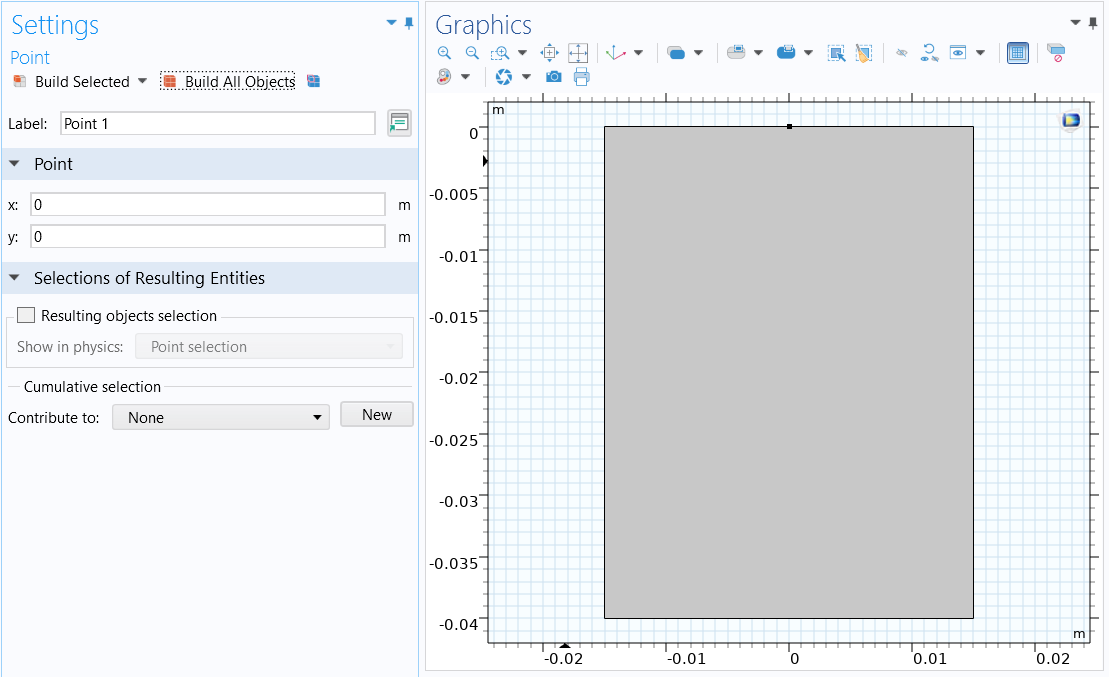 Settings
Point
Build Selected Build All Objects
Label: Point 1
Point
x: 0 m
y: 0 m
Selections of Resulting Entities
Resulting objects selection
Show in physics: Point selection
Cumulative selection
Contribute to: None New
Graphics
m
0
-0.005
-0.01
-0.015
-0.02
-0.025
-0.03
-0.035
-0.04
m
-0.02 -0.01 0 0.01 0.02